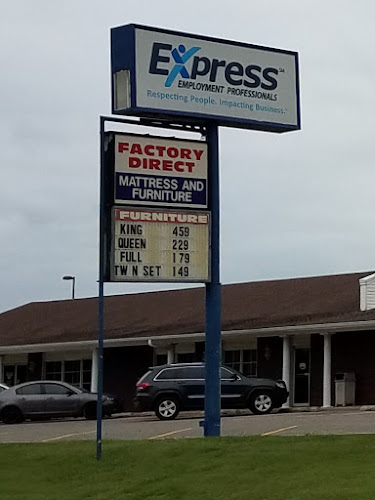 Express
EMPLOYMENT PROFESSIONALS
Respecting People. Impacting Business.
FACTORY
DIRECT
MATTRESS AND
FURNITURE
FURNITURE
KING 459
QUEEN 229
FULL 179
TW N SET 149